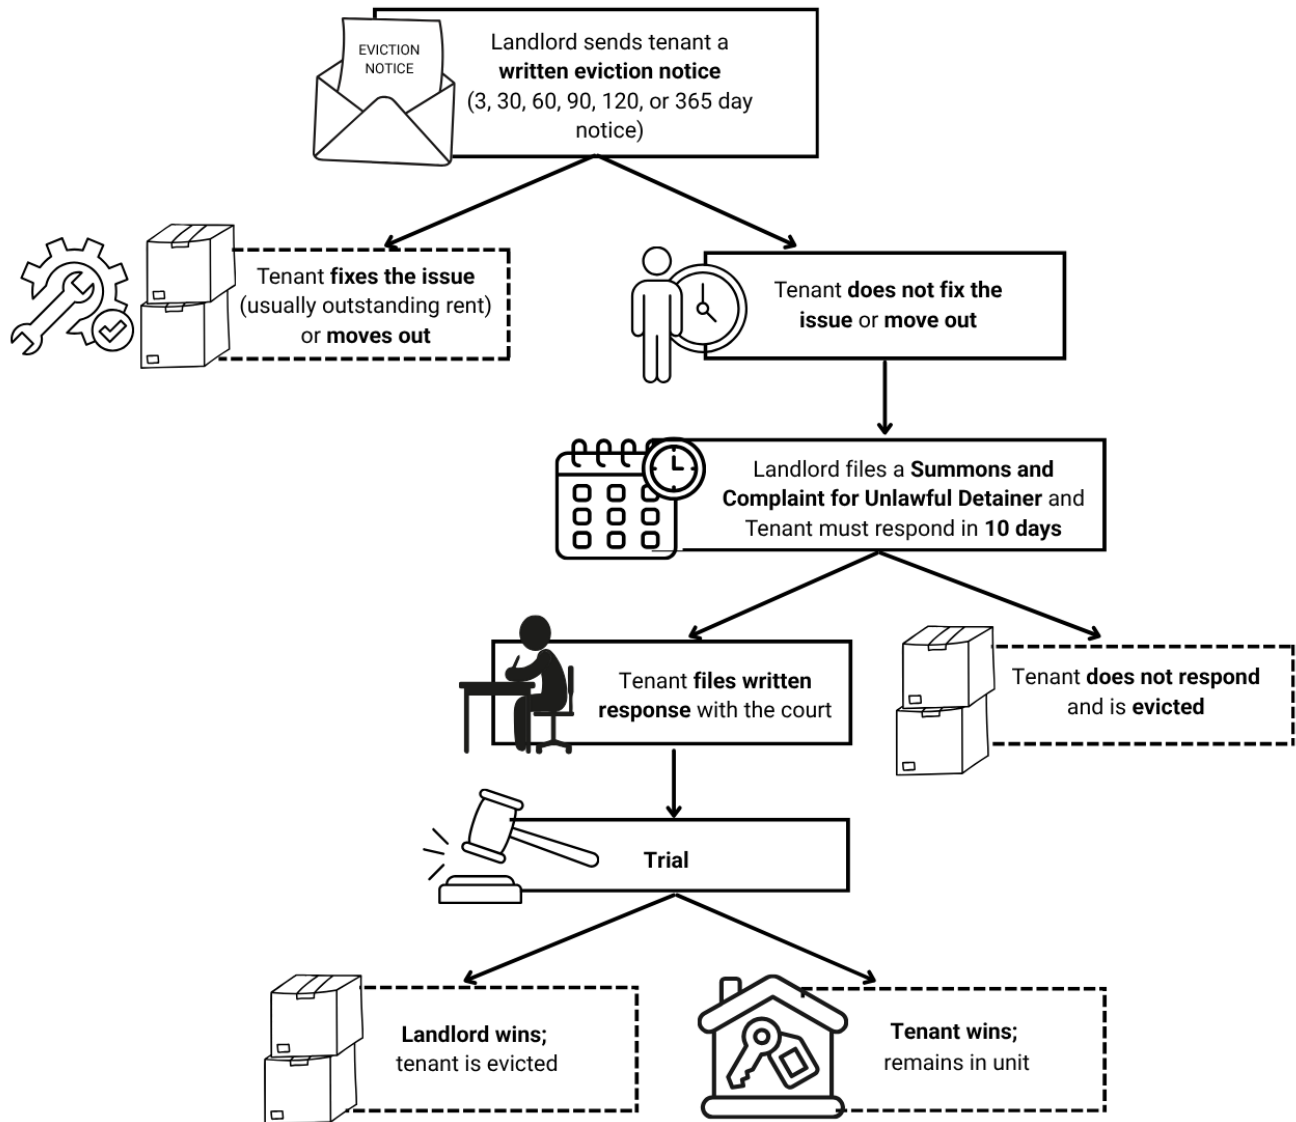 EVICTION
NOTICE
Landlord sends tenant a
written eviction notice
(3, 30, 60, 90, 120, or 365 day
notice)
Tenant fixes the issue
(usually outstanding rent)
or moves out
Tenant does not fix the
issue or move out
Landlord files a Summons and
Complaint for Unlawful Detainer and
Tenant must respond in 10 days
Tenant files written
response with the court
Tenant does not respond
and is evicted
Trial
Landlord wins;
tenant is evicted
Tenant wins;
remains in unit